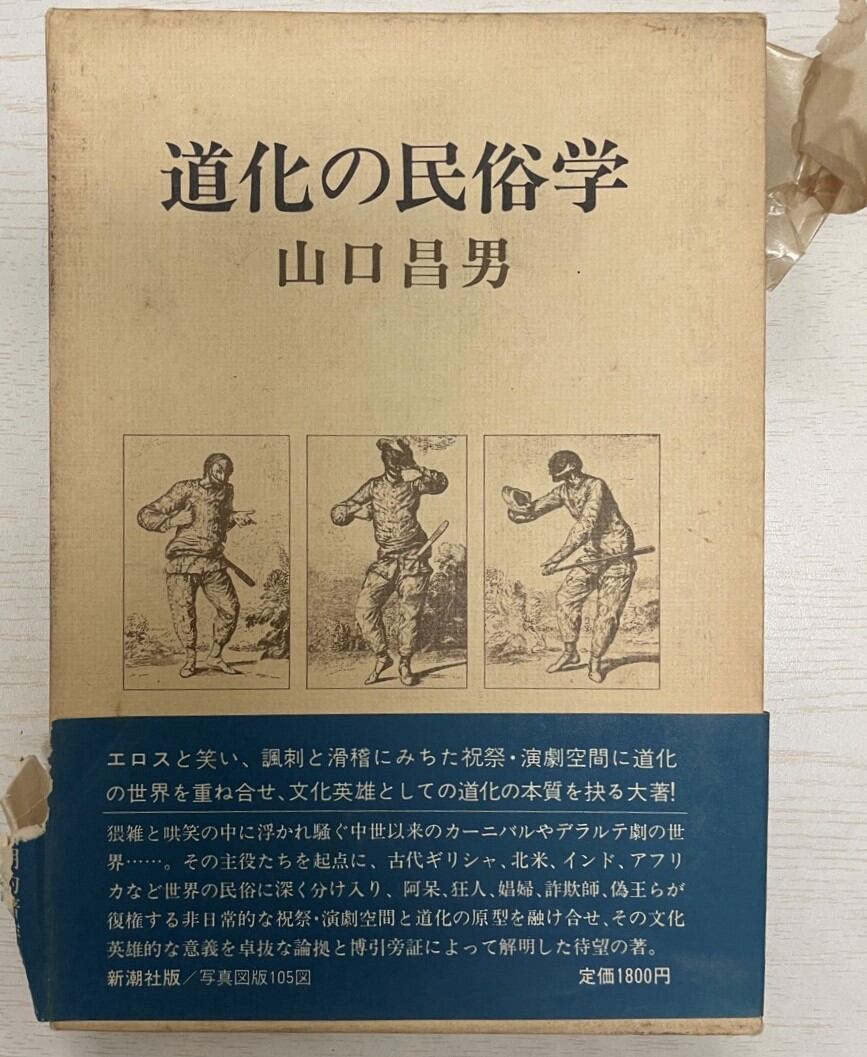 道化の民俗学
山口昌男
エロスと笑い、諷刺と滑稽にみちた祝祭・演劇空間に道化
の世界を重ね合せ、文化英雄としての道化の本質を抉る大著!
猥雑と哄笑の中に浮かれ騒ぐ中世以来のカーニバルやデラルテ劇の世
界……。その主役たちを起点に、古代ギリシャ、北米、インド、アフリ
カなど世界の民俗に深く分け入り、阿呆、狂人、娼婦、詐欺師、偽王らが
復権する非日常的な祝祭・演劇空間と道化の原型を融け合せ、その文化
英雄的な意義を卓抜な論拠と博引旁証によって解明した待望の著。
新潮社版/写真図版105図
定価1800円